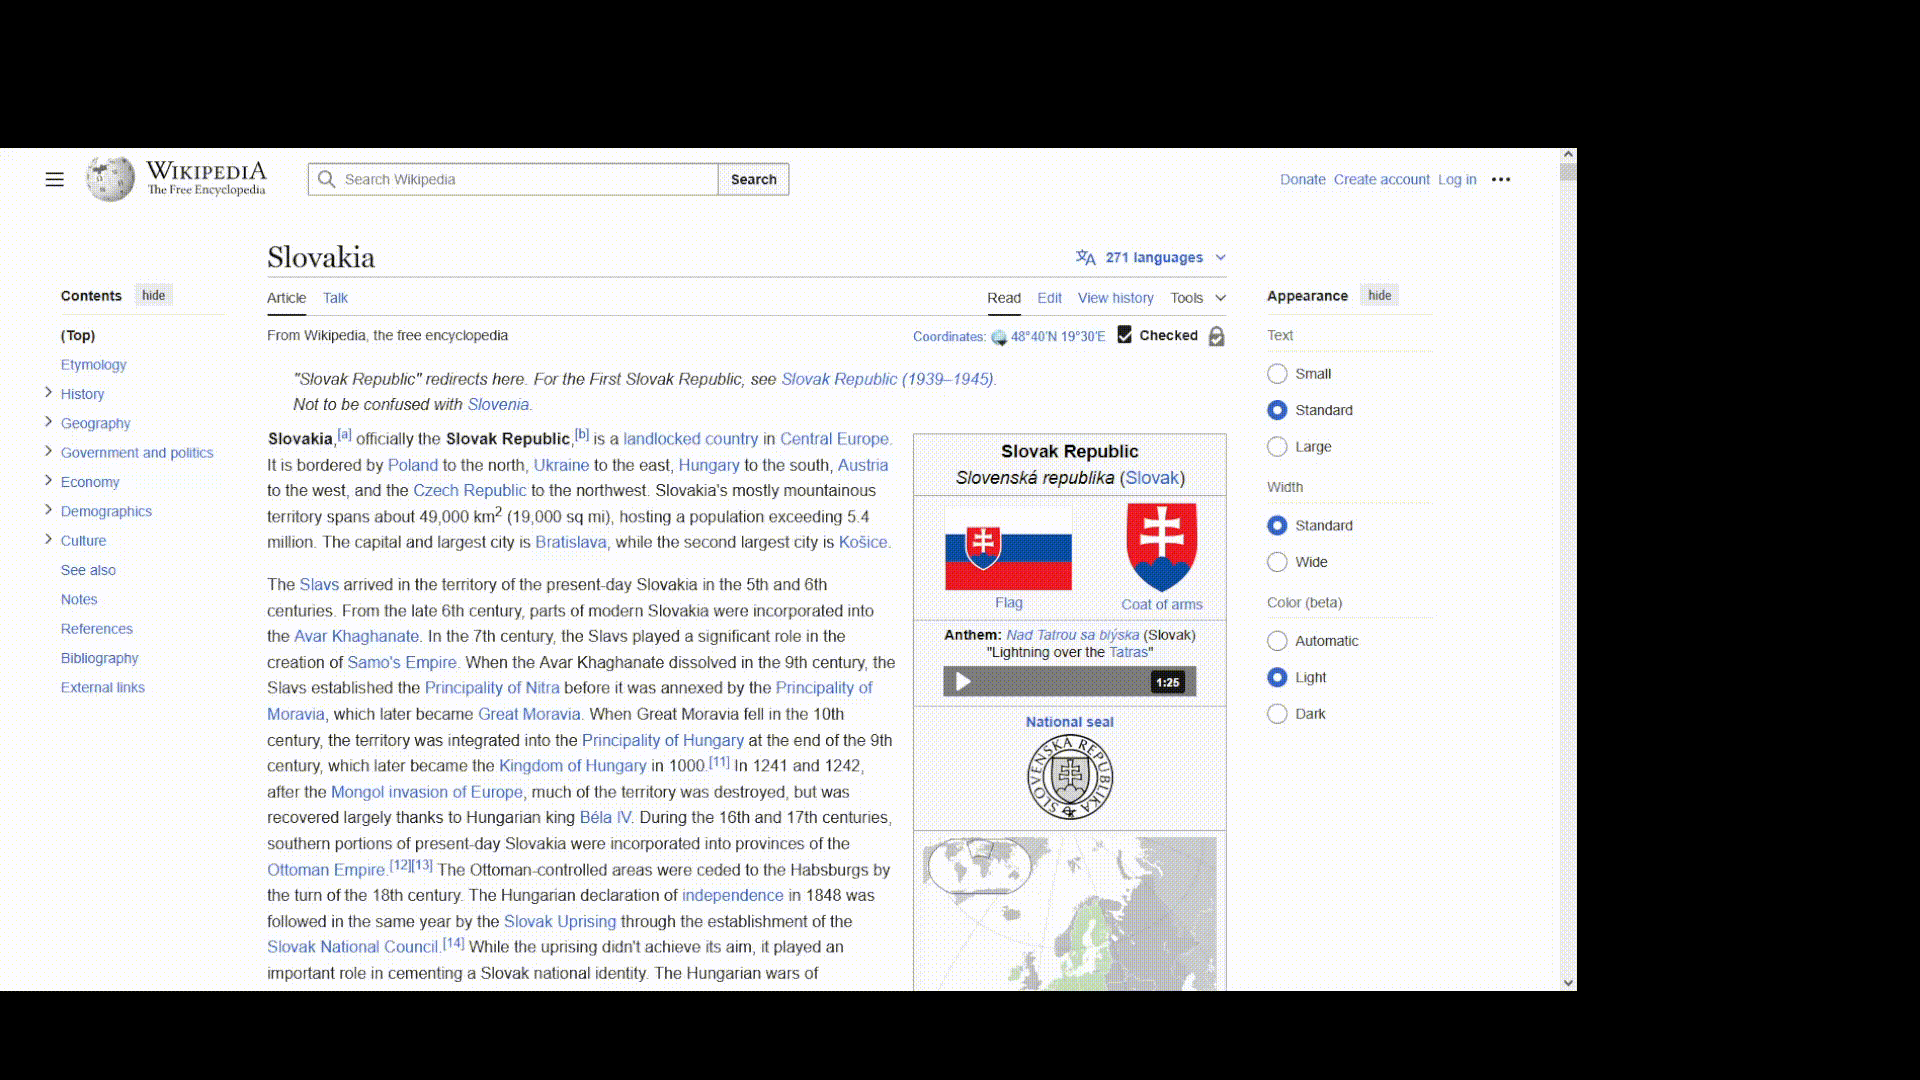 WIKIPEDIA
The Free Encyclopedia
Search Wikipedia
Search
Donate Create account Log in
Slovakia
271 languages
Contents hide
(Top)
Etymology
History
Geography
Government and politics
Economy
Demographics
Culture
See also
Notes
References
Bibliography
External links
Article Talk
Read Edit View history Tools
From Wikipedia, the free encyclopedia
Coordinates: 48°40′N 19°30′E Checked
"Slovak Republic" redirects here. For the First Slovak Republic, see Slovak Republic (1939–1945).
Not to be confused with Slovenia.
Slovakia,[a] officially the Slovak Republic,[b] is a landlocked country in Central Europe.
It is bordered by Poland to the north, Ukraine to the east, Hungary to the south, Austria
to the west, and the Czech Republic to the northwest. Slovakia's mostly mountainous
territory spans about 49,000 km2 (19,000 sq mi), hosting a population exceeding 5.4
million. The capital and largest city is Bratislava, while the second largest city is Košice.
The Slavs arrived in the territory of the present-day Slovakia in the 5th and 6th
centuries. From the late 6th century, parts of modern Slovakia were incorporated into
the Avar Khaghanate. In the 7th century, the Slavs played a significant role in the
creation of Samo's Empire. When the Avar Khaghanate dissolved in the 9th century, the
Slavs established the Principality of Nitra before it was annexed by the Principality of
Moravia, which later became Great Moravia. When Great Moravia fell in the 10th
century, the territory was integrated into the Principality of Hungary at the end of the 9th
century, which later became the Kingdom of Hungary in 1000.[11] In 1241 and 1242,
after the Mongol invasion of Europe, much of the territory was destroyed, but was
recovered largely thanks to Hungarian king Béla IV. During the 16th and 17th centuries,
southern portions of present-day Slovakia were incorporated into provinces of the
Ottoman Empire.[12][13] The Ottoman-controlled areas were ceded to the Habsburgs by
the turn of the 18th century. The Hungarian declaration of independence in 1848 was
followed in the same year by the Slovak Uprising through the establishment of the
Slovak National Council.[14] While the uprising didn't achieve its aim, it played an
important role in cementing a Slovak national identity. The Hungarian wars of
Slovak Republic
Slovenská republika (Slovak)
Flag
Coat of arms
Anthem: Nad Tatrou sa blýska (Slovak)
"Lightning over the Tatras"
1:25
National seal
SLOVENSKÁ REPUBLIKA
Appearance hide
Text
Small
Standard
Large
Width
Standard
Wide
Color (beta)
Automatic
Light
Dark